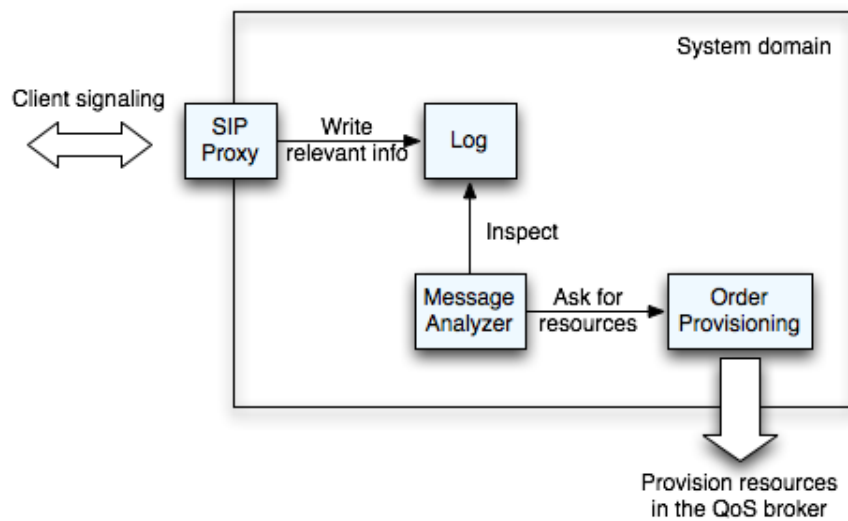 System domain
Client signaling
SIP
Proxy
Write
relevant info
Log
Inspect
Message
Analyzer
Ask for
resources
Order
Provisioning
Provision resources
in the QoS broker